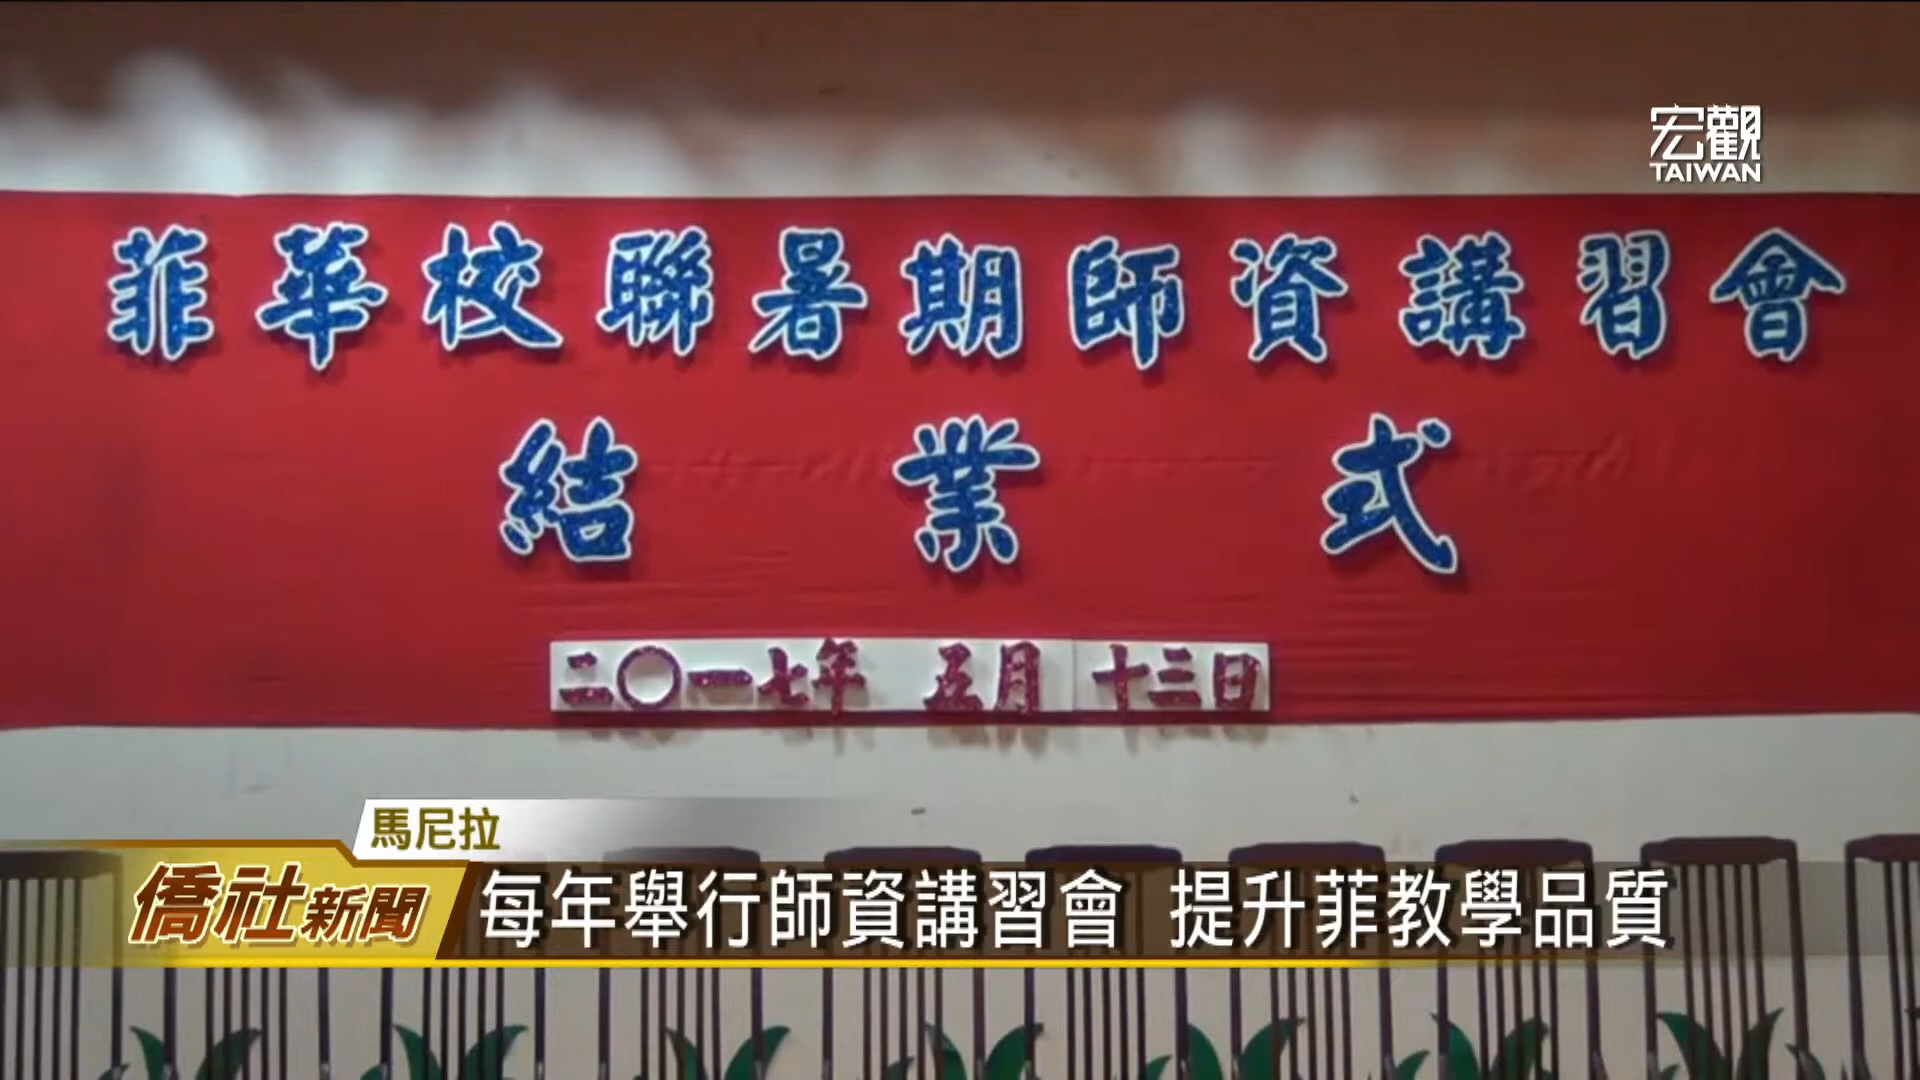 宏觀
TAIWAN
菲華校聯暑期師資講習會
結業式
二〇一七年 五月 十三日
馬尼拉
僑社新聞
每年舉行師資講習會 提升菲教學品質